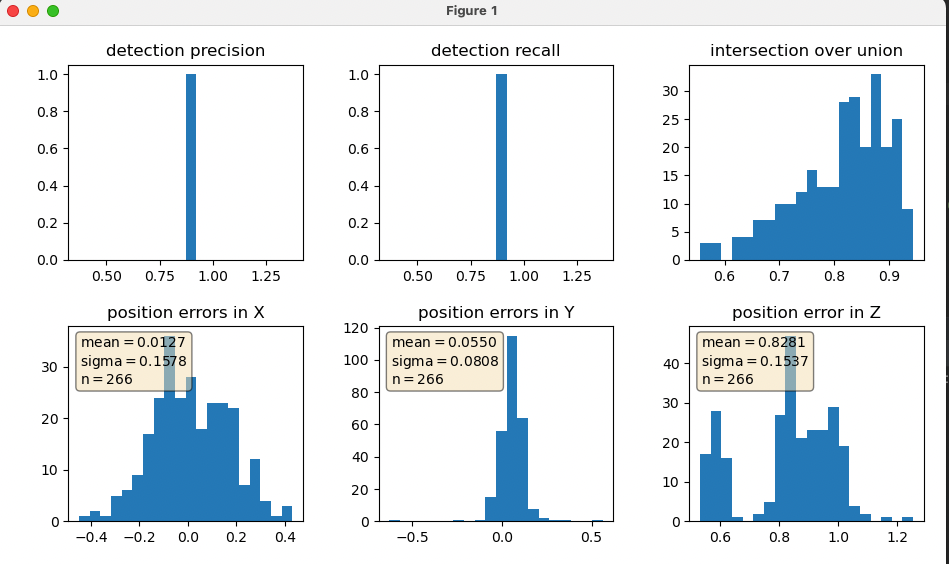 Figure 1
detection precision
1.0
0.8
0.6
0.4
0.2
0.0
0.50 0.75 1.00 1.25
detection recall
1.0
0.8
0.6
0.4
0.2
0.0
0.50 0.75 1.00 1.25
intersection over union
30
25
20
15
10
5
0
0.6 0.7 0.8 0.9
position errors in X
mean = 0.0127
sigma = 0.1578
n = 266
30
20
10
0
−0.4 −0.2 0.0 0.2 0.4
position errors in Y
mean = 0.0550
sigma = 0.0808
n = 266
120
100
80
60
40
20
0
−0.5 0.0 0.5
position error in Z
mean = 0.8281
sigma = 0.1537
n = 266
40
30
20
10
0
0.6 0.8 1.0 1.2